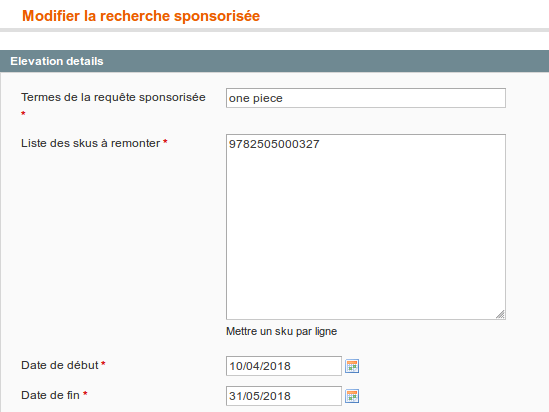 Modifier la recherche sponsorisée
Elevation details
Termes de la requête sponsorisée
*
one piece
Liste des skus à remonter *
9782505000327
Mettre un sku par ligne
Date de début *
10/04/2018
Date de fin *
31/05/2018